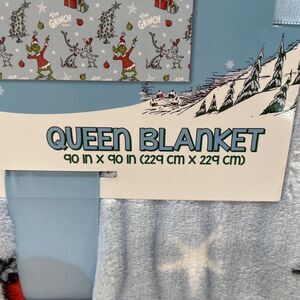 The
GRINCH
The
GRINCH
QUEEN BLANKET
90 in x 90 in (229 cm x 229 cm)